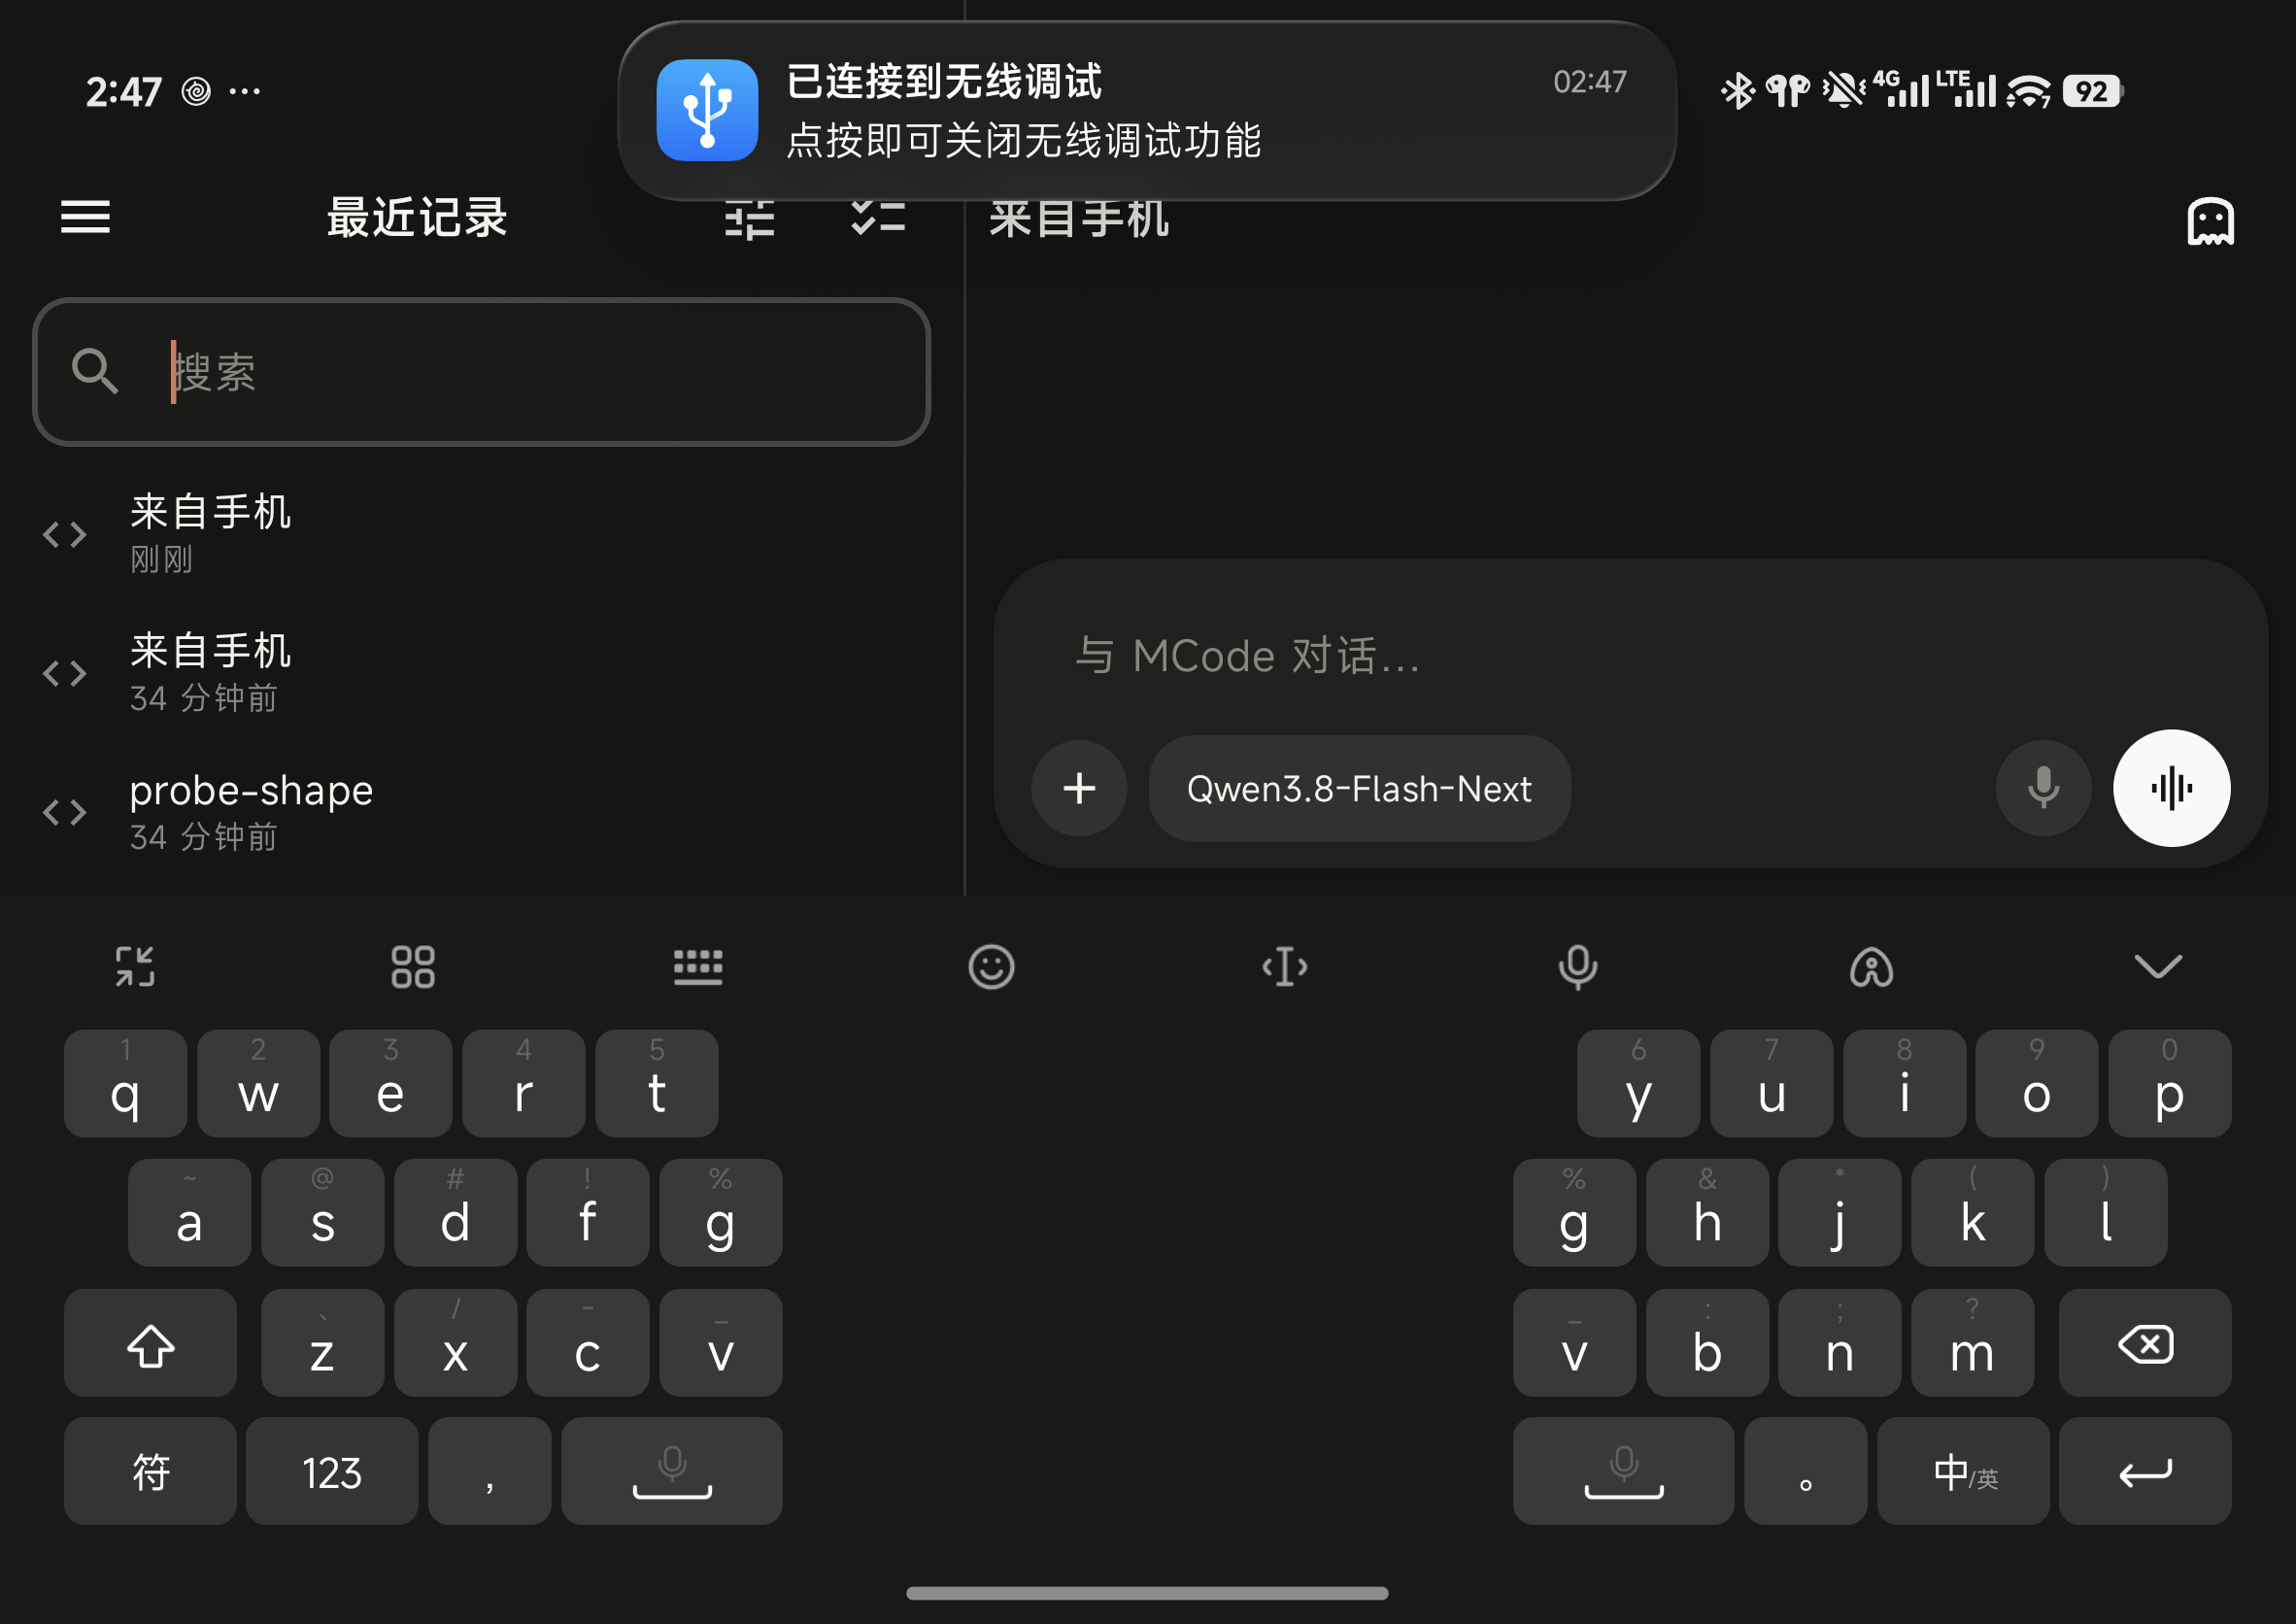 2:47
已连接到无线调试
02:47
点按即可关闭无线调试功能
4G
LTE
7
92
最近记录
来自手机
搜索
来自手机
刚刚
来自手机
34 分钟前
probe-shape
34 分钟前
与 MCode 对话...
Qwen3.8-Flash-Next
1 2 3 4 5 6 7 8 9 0
q w e r t y u i o p
~ @ # ! % % & * ( )
a s d f g g h j k l
、 / - _ _ : ; ?
z x c v v b n m
符 123 , 。 中/英